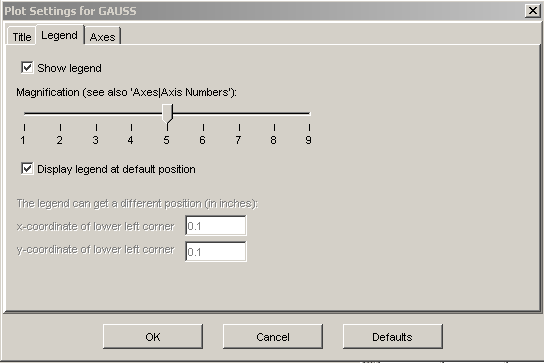 Plot Settings for GAUSS
Title Legend Axes
Show legend
Magnification (see also 'Axes|Axis Numbers'):
1 2 3 4 5 6 7 8 9
Display legend at default position
The legend can get a different position (in inches):
x-coordinate of lower left corner 0.1
y-coordinate of lower left corner 0.1
OK Cancel Defaults